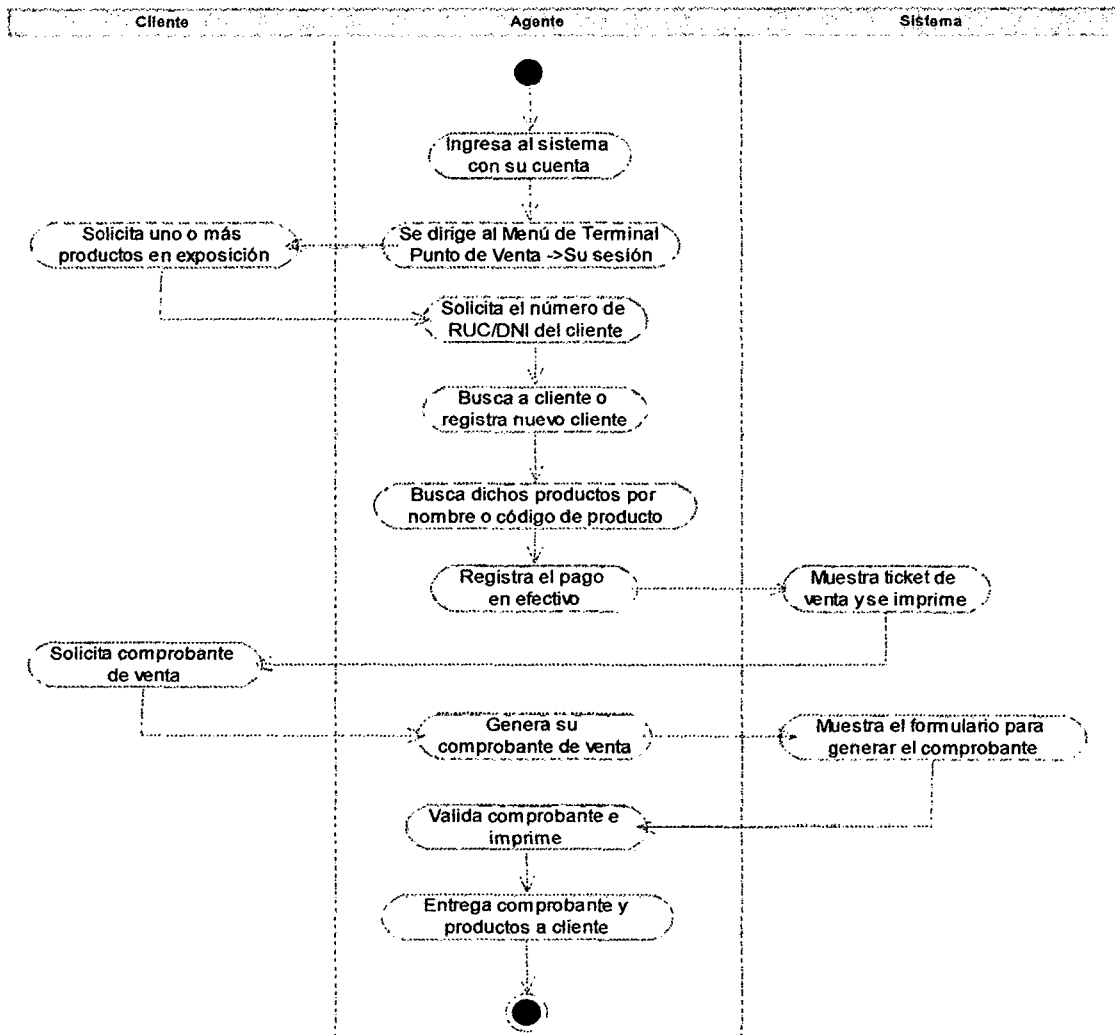 Cliente
Agente
Sistema
Ingresa al sistema
con su cuenta
Solicita uno o más
productos en exposición
Se dirige al Menú de Terminal
Punto de Venta ->Su sesión
Solicita el número de
RUC/DNI del cliente
Busca a cliente o
registra nuevo cliente
Busca dichos productos por
nombre o código de producto
Registra el pago
en efectivo
Muestra ticket de
venta y se imprime
Solicita comprobante
de venta
Genera su
comprobante de venta
Muestra el formulario para
generar el comprobante
Valida comprobante e
imprime
Entrega comprobante y
productos a cliente